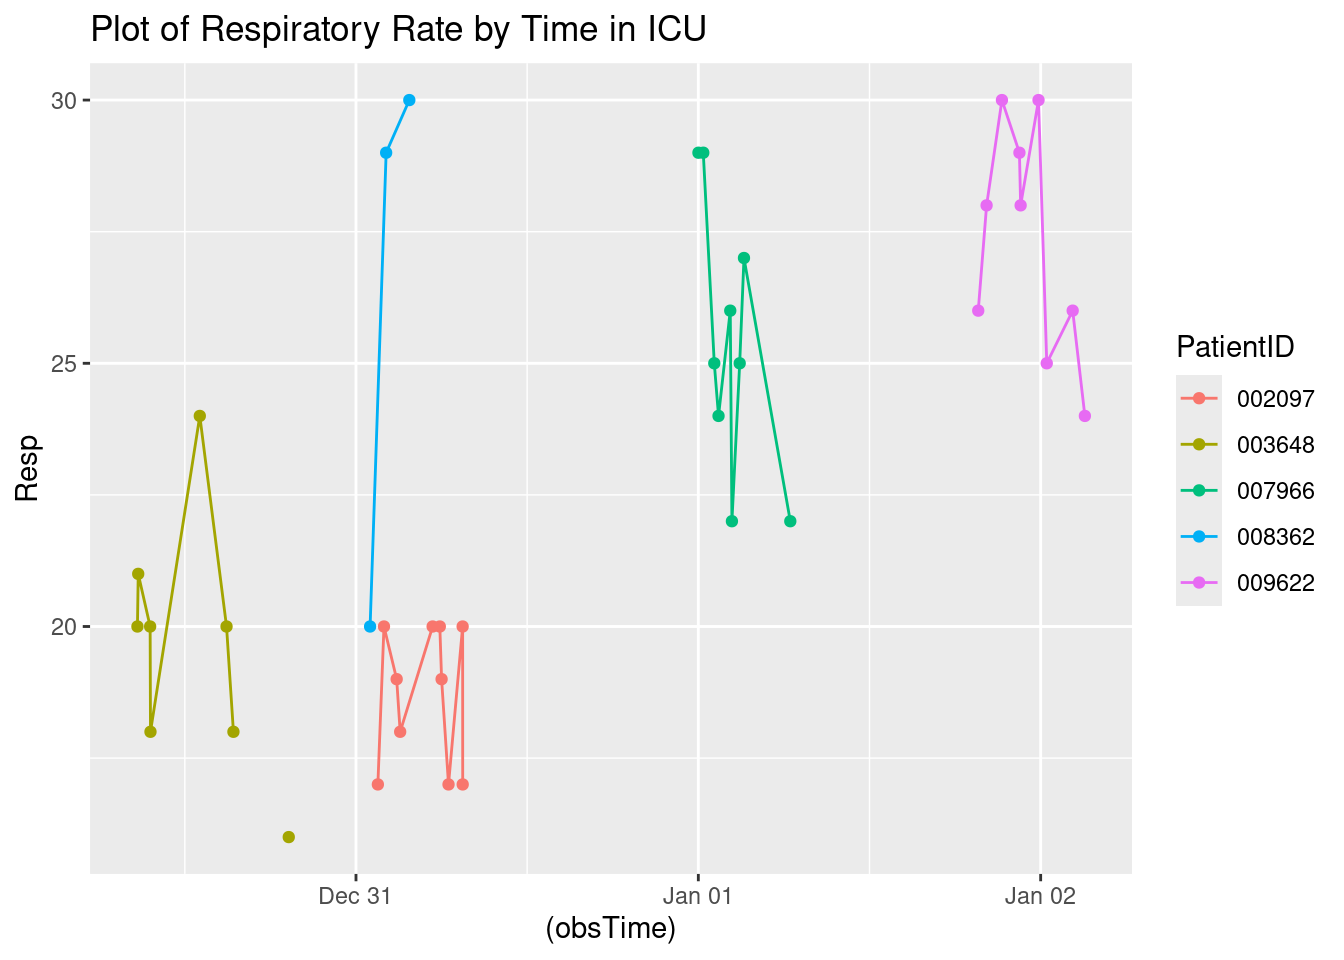 Plot of Respiratory Rate by Time in ICU
30
25
20
Resp
Dec 31
Jan 01
Jan 02
(obsTime)
PatientID
002097
003648
007966
008362
009622